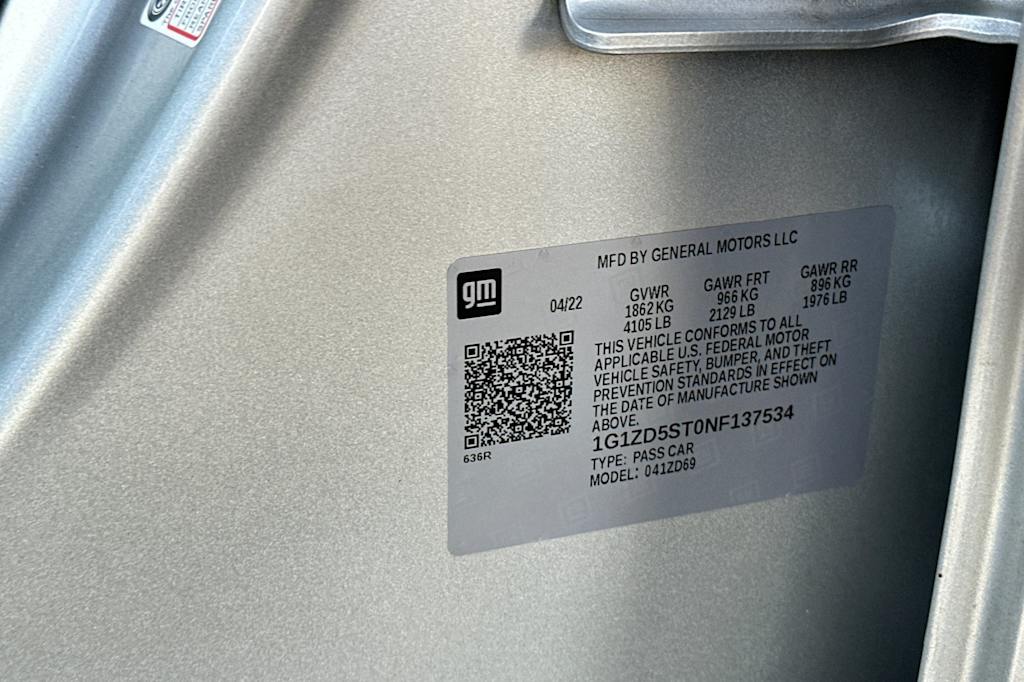 MFD BY GENERAL MOTORS LLC
gm
04/22
GVWR
1862 KG
4105 LB
GAWR FRT
966 KG
2129 LB
GAWR RR
896 KG
1976 LB
THIS VEHICLE CONFORMS TO ALL
APPLICABLE U.S. FEDERAL MOTOR
VEHICLE SAFETY, BUMPER, AND THEFT
PREVENTION STANDARDS IN EFFECT ON
THE DATE OF MANUFACTURE SHOWN
ABOVE.
1G1ZD5ST0NF137534
TYPE: PASS CAR
MODEL: 041ZD69
636R